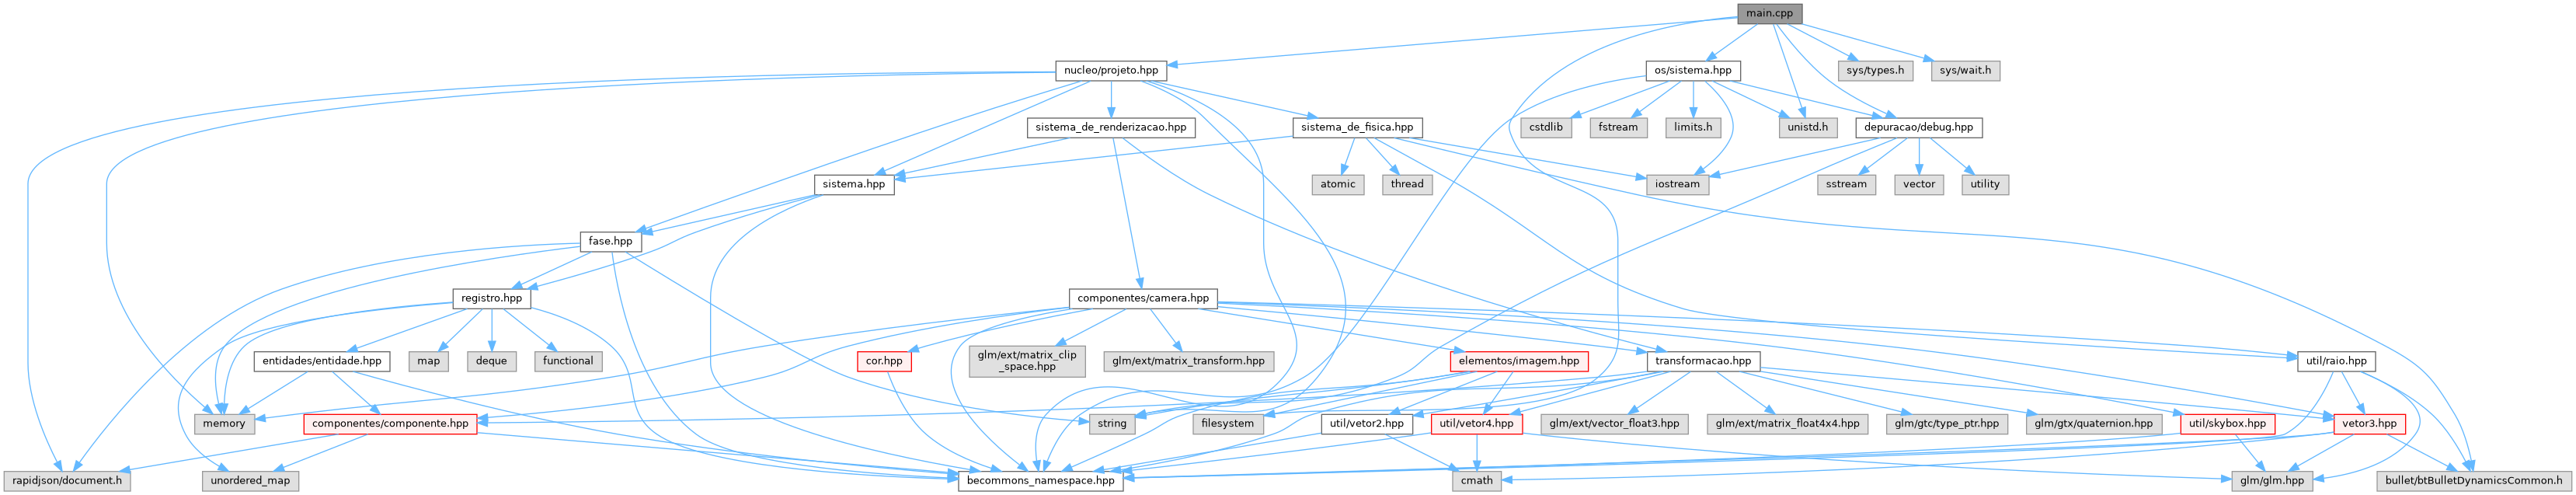 main.cpp
nucleo/projeto.hpp
os/sistema.hpp
sys/types.h
sys/wait.h
sistema_de_renderizacao.hpp
sistema_de_fisica.hpp
cstdlib
fstream
limits.h
unistd.h
depuracao/debug.hpp
sistema.hpp
atomic
thread
iostream
sstream
vector
utility
fase.hpp
registro.hpp
componentes/camera.hpp
entidades/entidade.hpp
map
deque
functional
cor.hpp
glm/ext/matrix_clip
_space.hpp
glm/ext/matrix_transform.hpp
elementos/imagem.hpp
transformacao.hpp
util/raio.hpp
memory
componentes/componente.hpp
string
filesystem
util/vetor2.hpp
util/vetor4.hpp
glm/ext/vector_float3.hpp
glm/ext/matrix_float4x4.hpp
glm/gtc/type_ptr.hpp
glm/gtx/quaternion.hpp
util/skybox.hpp
vetor3.hpp
rapidjson/document.h
unordered_map
becommons_namespace.hpp
cmath
glm/glm.hpp
bullet/btBulletDynamicsCommon.h